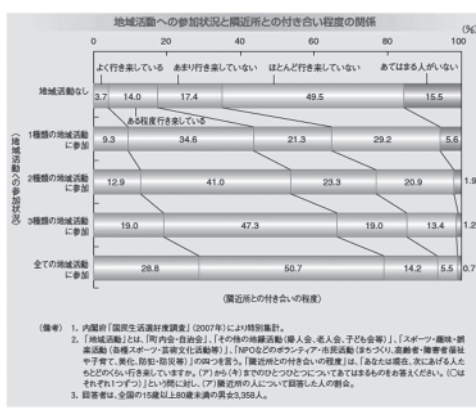 地域活動への参加状況と隣近所との付き合い程度の関係
0 20 40 60 80 100 (%)
よく行き来している あまり行き来していない ほとんど行き来していない あてはまる人がいない
地域活動なし 3.7 14.0 17.4 49.5 15.5
ある程度行き来している
1種類の地域活動に参加 9.3 34.6 21.3 29.2 5.6
2種類の地域活動に参加 12.9 41.0 23.3 20.9 1.9
3種類の地域活動に参加 19.0 47.3 19.0 13.4 1.2
全ての地域活動に参加 28.8 50.7 14.2 5.5 0.7
〈地域活動への参加状況〉
(隣近所との付き合いの程度)
(備考) 1. 内閣府「国民生活選好度調査」(2007年)により特別集計。
2. 「地域活動」とは、「町内会・自治会」、「その他の地縁活動(婦人会、老人会、子ども会等)」、「スポーツ・趣味・娯
楽活動(各種スポーツ・芸術文化活動等)」、「NPOなどのボランティア・市民活動(まちづくり、高齢者・障害者福祉
や子育て、美化、防犯・防災等)」の四つを言う。「隣近所との付き合いの程度」は、「あなたは現在、次にあげる人た
ちとどのくらい行き来していますか。(ア)から(キ)までのひとつひとつについてあてはまるものをお答えください。(○は
それぞれ1つずつ)」という問に対し、(ア)隣近所の人について回答した人の割合。
3. 回答者は、全国の15歳以上80歳未満の男女3,358人。